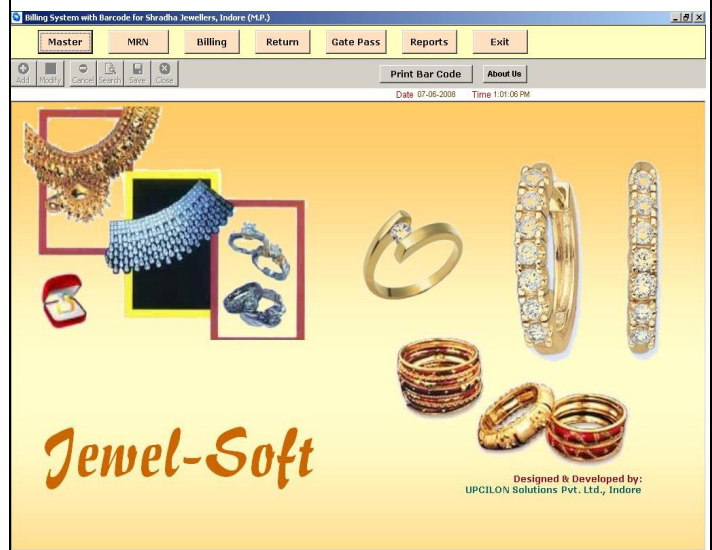 Billing System with Barcode for Shradha Jewellers, Indore (M.P.)
Master MRN Billing Return Gate Pass Reports Exit
Add Modify Cancel Search Save Close Print Bar Code About Us
Date 07-06-2008 Time 1:01:06 PM
Jewel-Soft
Designed & Developed by:
UPCILON Solutions Pvt. Ltd., Indore